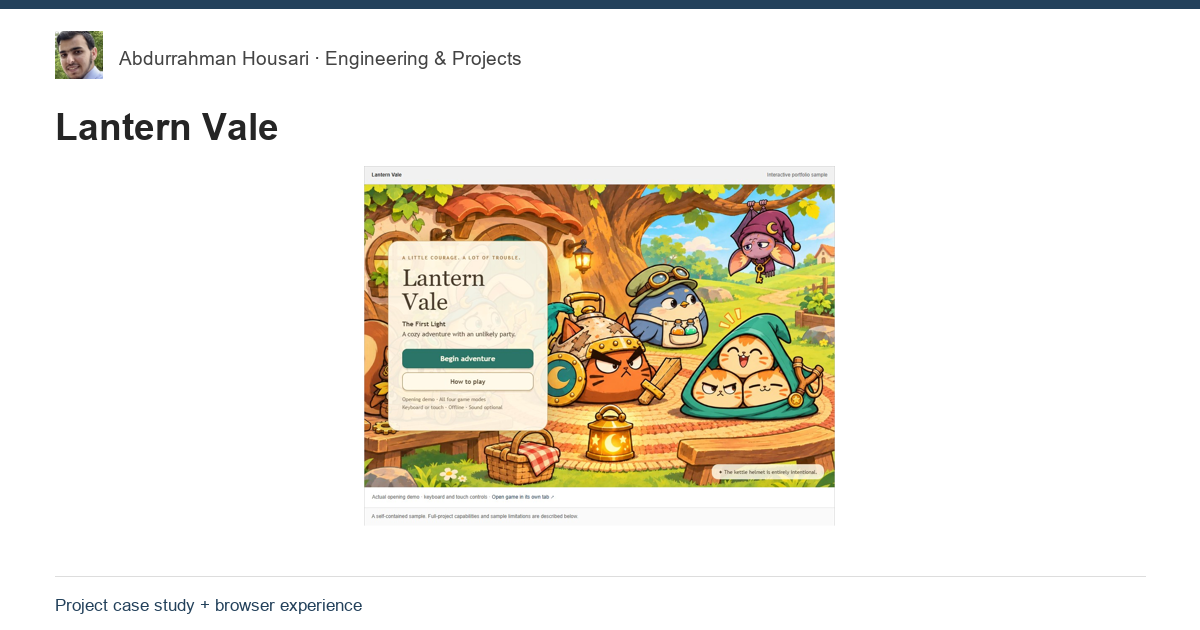 Abdurrahman Housari · Engineering & Projects
Lantern Vale
Lantern Vale
Interactive portfolio sample
A LITTLE COURAGE. A LOT OF TROUBLE.
Lantern
Vale
The First Light
A cozy adventure with an unlikely party.
Begin adventure
How to play
Opening demo · All four game modes
Keyboard or touch · Offline · Sound optional
✦ The kettle helmet is entirely intentional.
Actual opening demo · keyboard and touch controls · Open game in its own tab ↗
A self-contained sample. Full-project capabilities and sample limitations are described below.
Project case study + browser experience